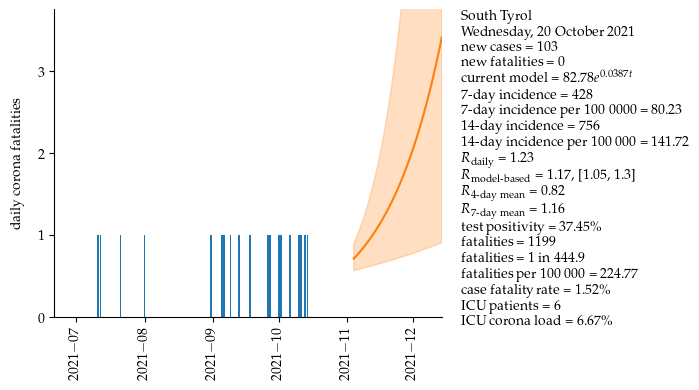 daily corona fatalities
3
2
1
0
2021−07
2021−08
2021−09
2021−10
2021−11
2021−12
South Tyrol
Wednesday, 20 October 2021
new cases = 103
new fatalities = 0
current model = 82.78e^0.0387t
7-day incidence = 428
7-day incidence per 100 0000 = 80.23
14-day incidence = 756
14-day incidence per 100 000 = 141.72
R_daily = 1.23
R_model-based = 1.17, [1.05, 1.3]
R_4-day mean = 0.82
R_7-day mean = 1.16
test positivity = 37.45%
fatalities = 1199
fatalities = 1 in 444.9
fatalities per 100 000 = 224.77
case fatality rate = 1.52%
ICU patients = 6
ICU corona load = 6.67%